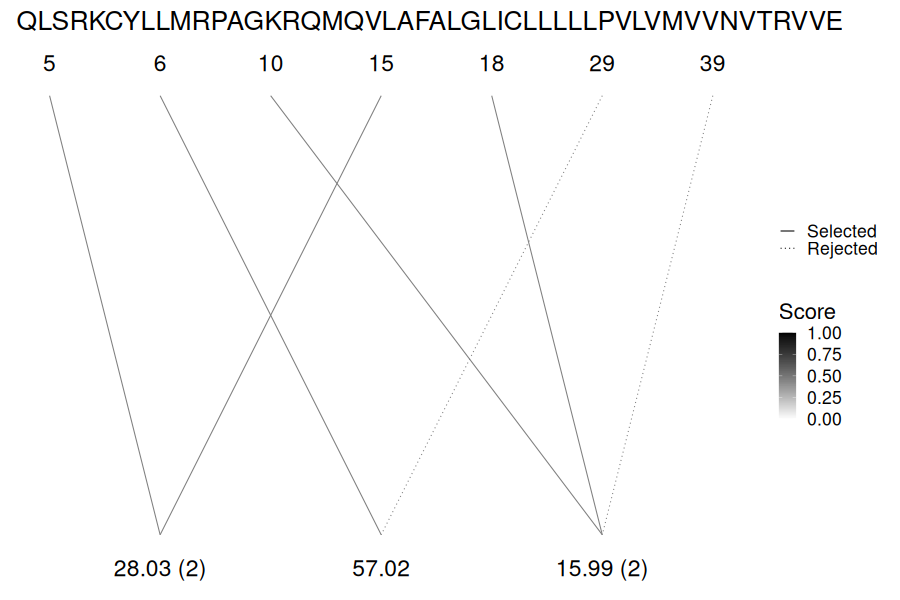 QLSRKCYLLMRPAGKRQMQVLAFALGLICLLLLLPVLVMVVNVTRVVE
5 6 10 15 18 29 39
Selected
Rejected
Score
1.00
0.75
0.50
0.25
0.00
28.03 (2) 57.02 15.99 (2)